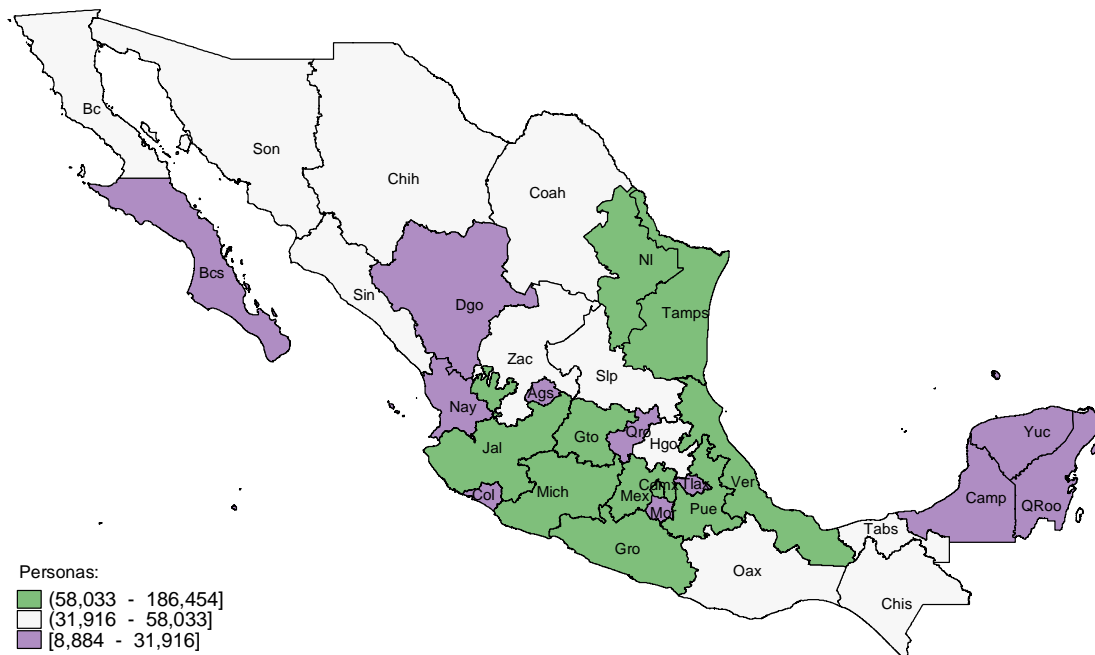 Bc
Son
Chih
Coah
Bcs
Sin
Dgo
Nl
Tamps
Zac
Slp
Nay
Ags
Jal
Gto
Qro
Hgo
Col
Mich
Mex
Camx
Tlax
Ver
Mor
Pue
Gro
Oax
Tabs
Chis
Camp
Yuc
QRoo
Personas:
(58,033 - 186,454]
(31,916 - 58,033]
[8,884 - 31,916]